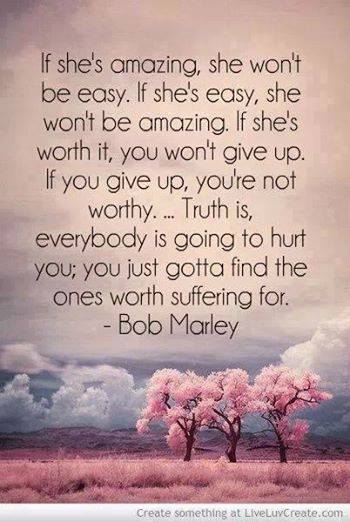 If she's amazing, she won't
be easy. If she's easy, she
won't be amazing. If she's
worth it, you won't give up.
If you give up, you're not
worthy. ... Truth is,
everybody is going to hurt
you; you just gotta find the
ones worth suffering for.
- Bob Marley
Create something at LiveLuvCreate.com